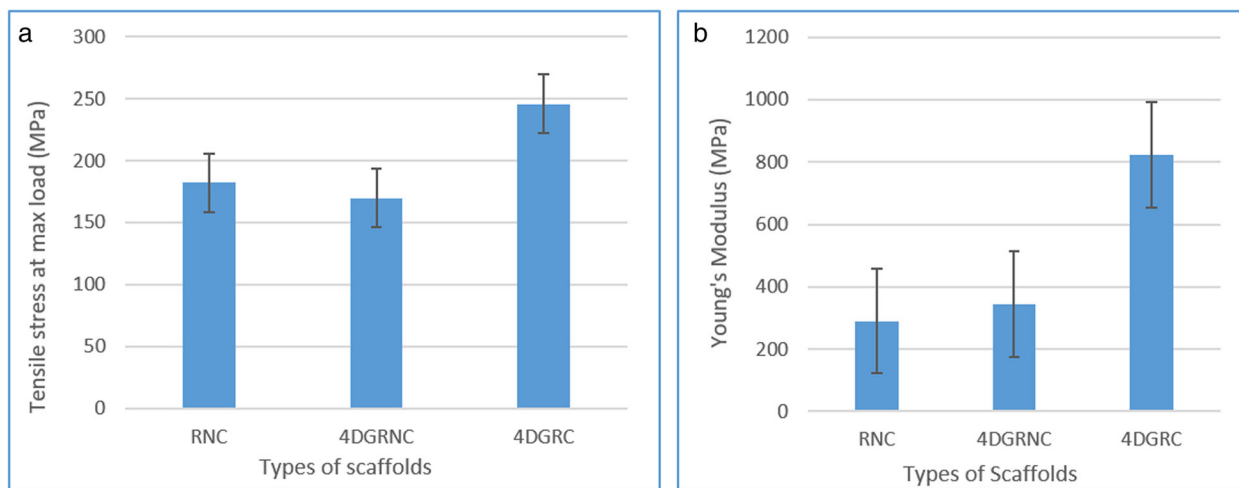 a
Tensile stress at max load (MPa)
300
250
200
150
100
50
0
RNC 4DGRNC 4DGRC
Types of scaffolds
b
Young's Modulus (MPa)
1200
1000
800
600
400
200
0
RNC 4DGRNC 4DGRC
Types of Scaffolds